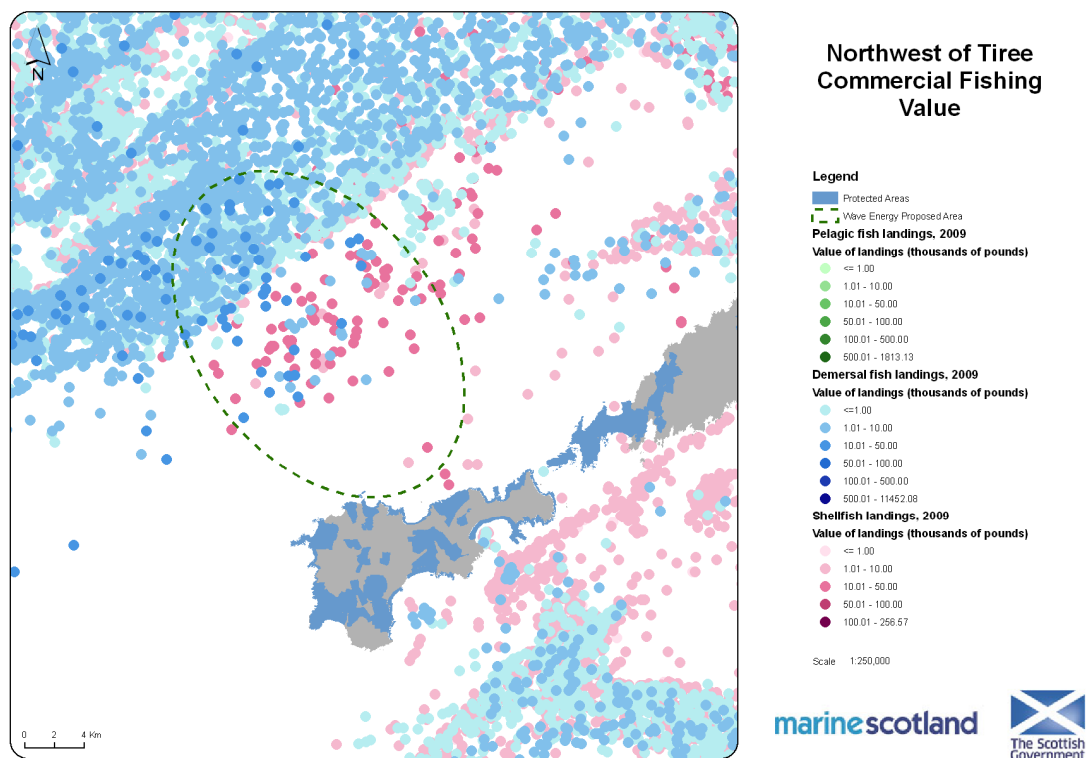 N
0 2 4 Km
Northwest of Tiree
Commercial Fishing
Value
Legend
Protected Areas
Wave Energy Proposed Area
Pelagic fish landings, 2009
Value of landings (thousands of pounds)
<= 1.00
1.01 - 10.00
10.01 - 50.00
50.01 - 100.00
100.01 - 500.00
500.01 - 1813.13
Demersal fish landings, 2009
Value of landings (thousands of pounds)
<=1.00
1.01 - 10.00
10.01 - 50.00
50.01 - 100.00
100.01 - 500.00
500.01 - 11452.08
Shellfish landings, 2009
Value of landings (thousands of pounds)
<= 1.00
1.01 - 10.00
10.01 - 50.00
50.01 - 100.00
100.01 - 256.57
Scale 1:250,000
marinescotland
The Scottish
Government